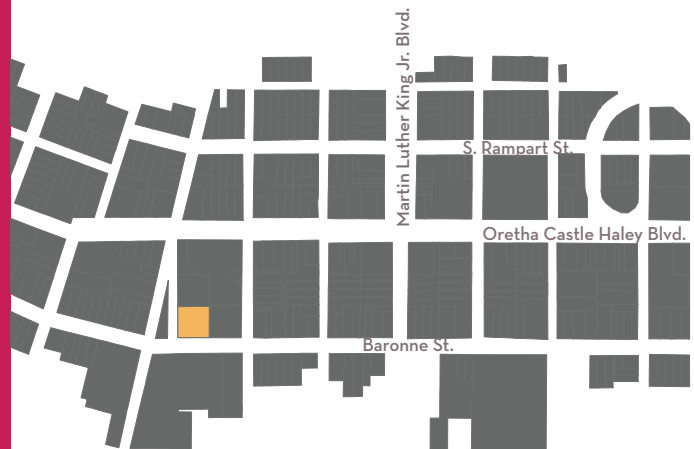 Martin Luther King Jr. Blvd.
S. Rampart St.
Oretha Castle Haley Blvd.
Baronne St.